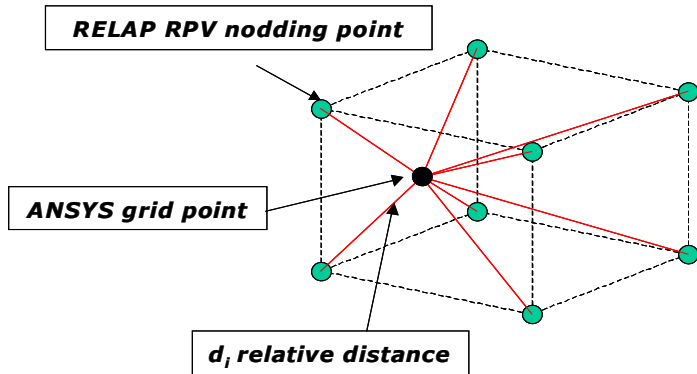 RELAP RPV nodding point
ANSYS grid point
di relative distance